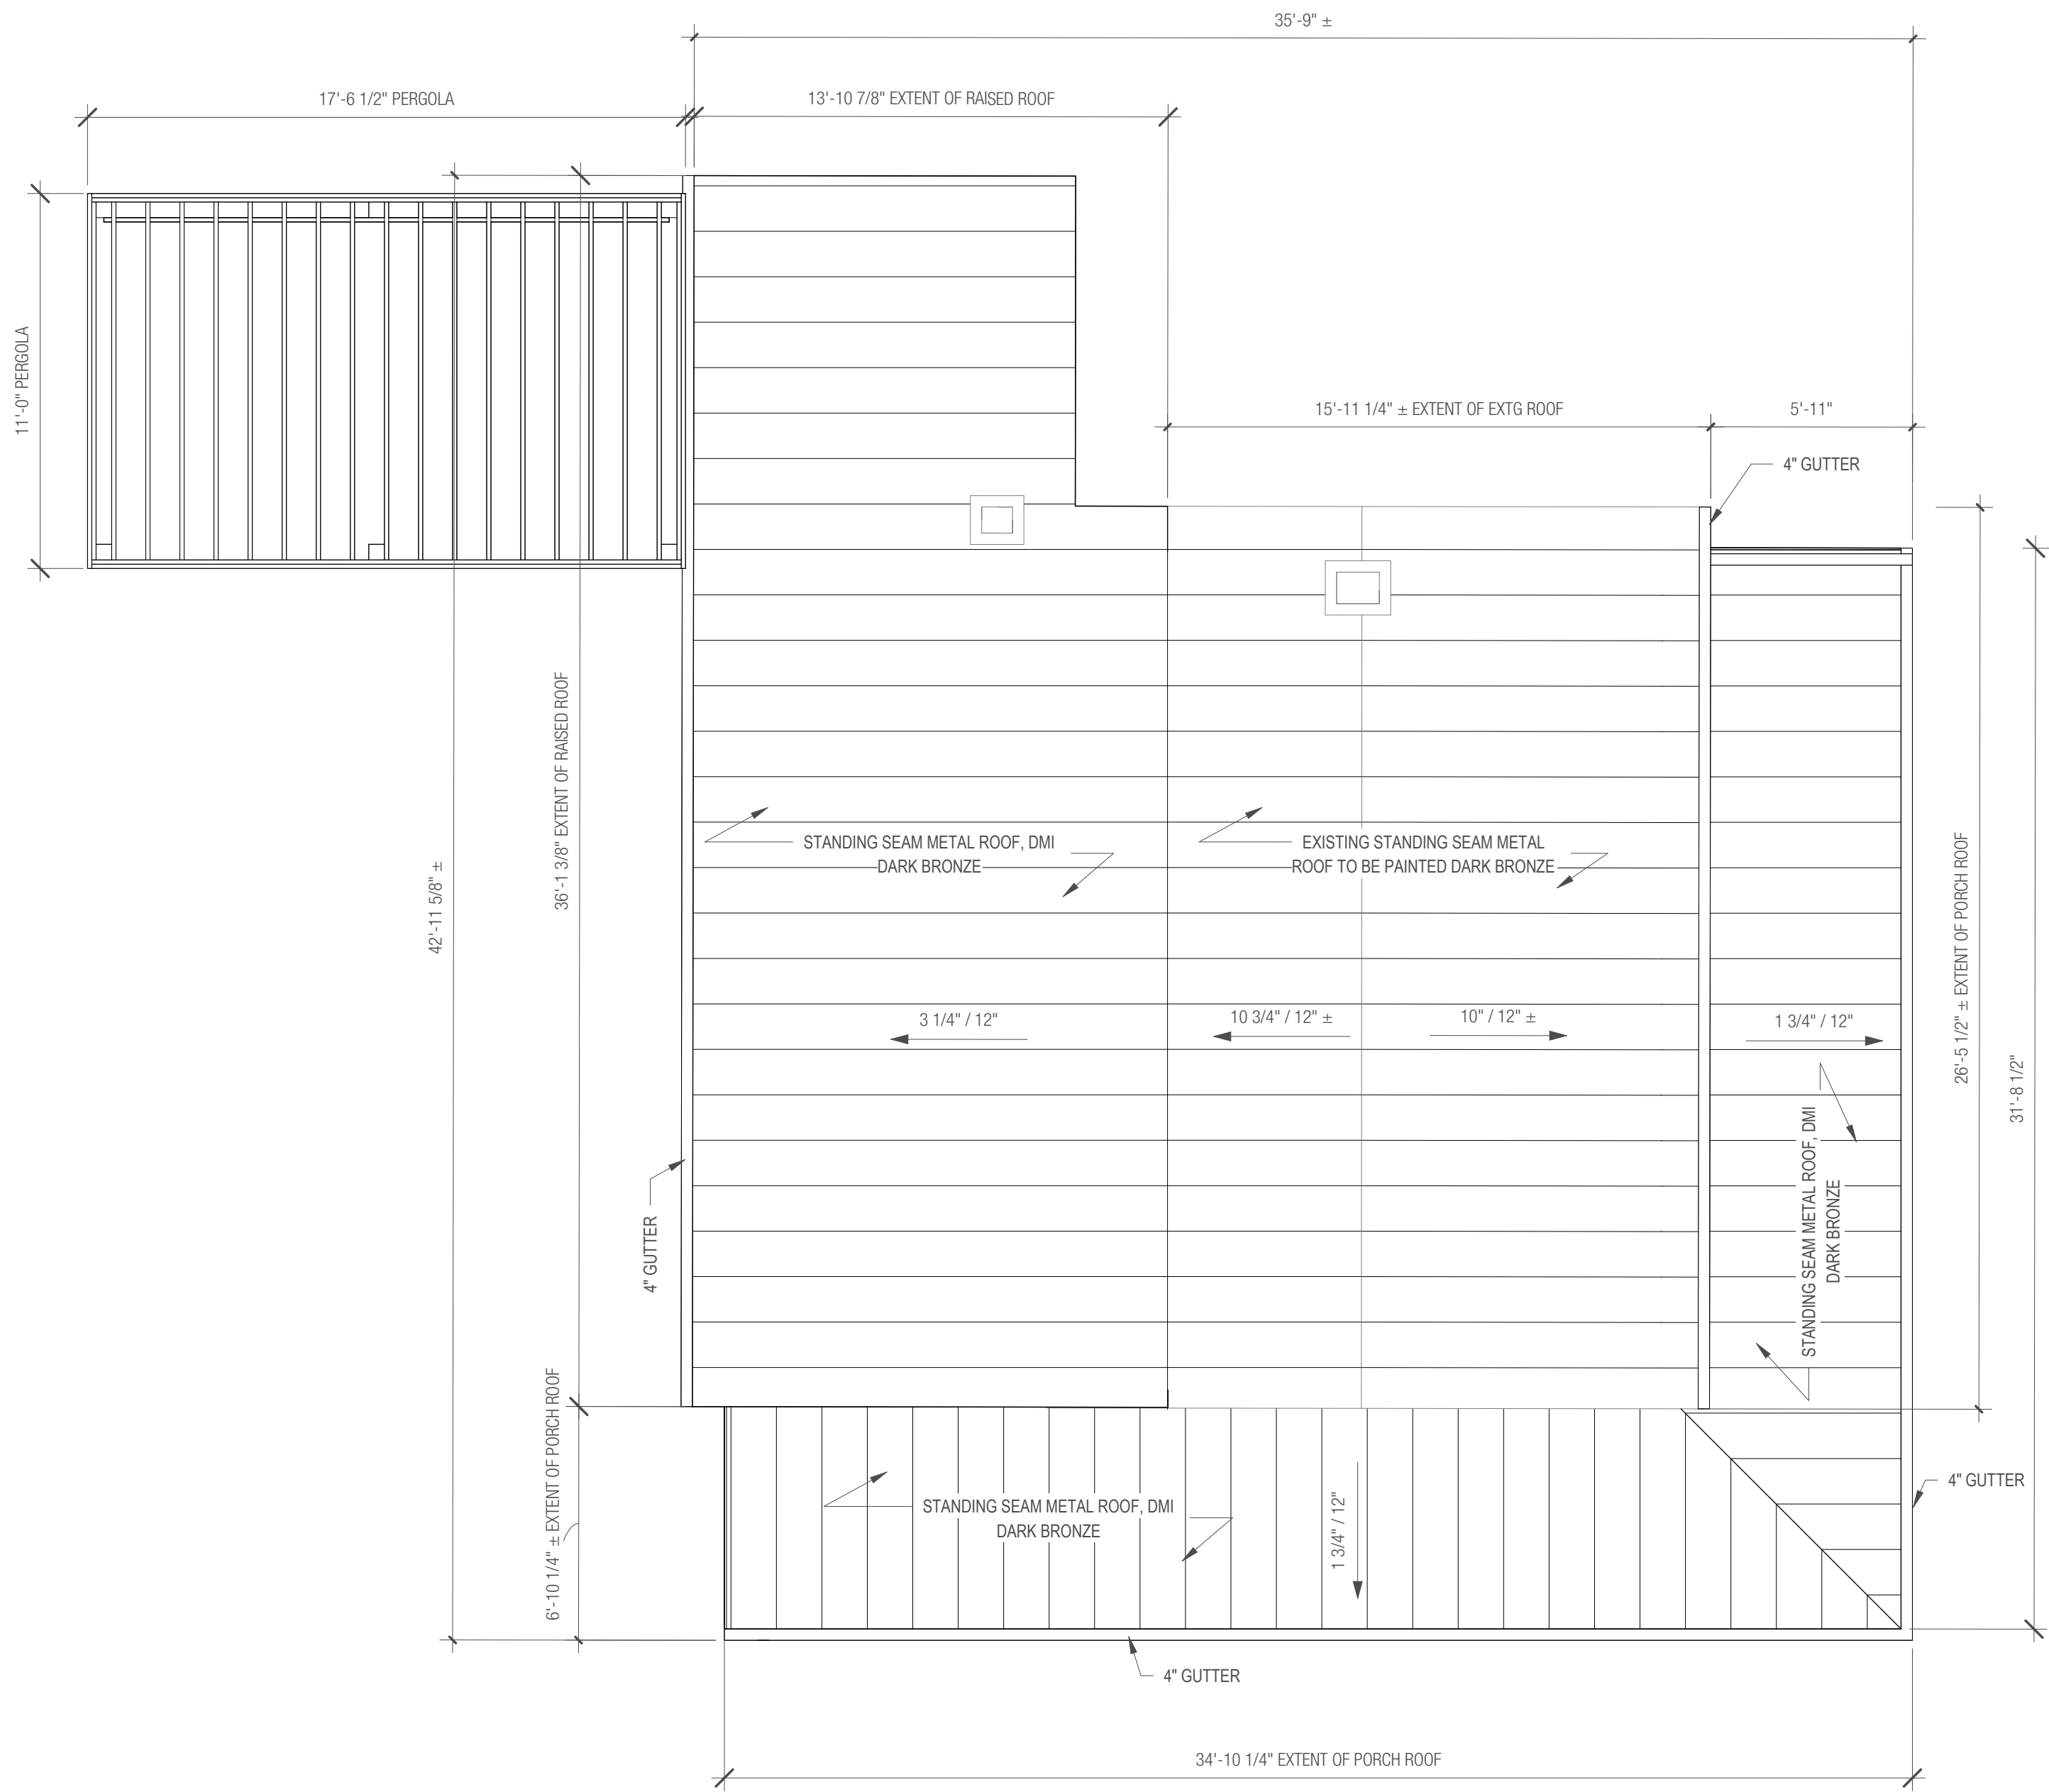 35'-9" ±
17'-6 1/2" PERGOLA
13'-10 7/8" EXTENT OF RAISED ROOF
11'-0" PERGOLA
15'-11 1/4" ± EXTENT OF EXTG ROOF
5'-11"
4" GUTTER
36'-1 3/8" EXTENT OF RAISED ROOF
42'-11 5/8" ±
STANDING SEAM METAL ROOF, DMI
DARK BRONZE
EXISTING STANDING SEAM METAL
ROOF TO BE PAINTED DARK BRONZE
26'-5 1/2" ± EXTENT OF PORCH ROOF
31'-8 1/2"
3 1/4" / 12"
10 3/4" / 12" ±
10" / 12" ±
1 3/4" / 12"
STANDING SEAM METAL ROOF, DMI
DARK BRONZE
4" GUTTER
6'-10 1/4" ± EXTENT OF PORCH ROOF
STANDING SEAM METAL ROOF, DMI
DARK BRONZE
1 3/4" / 12"
4" GUTTER
4" GUTTER
34'-10 1/4" EXTENT OF PORCH ROOF